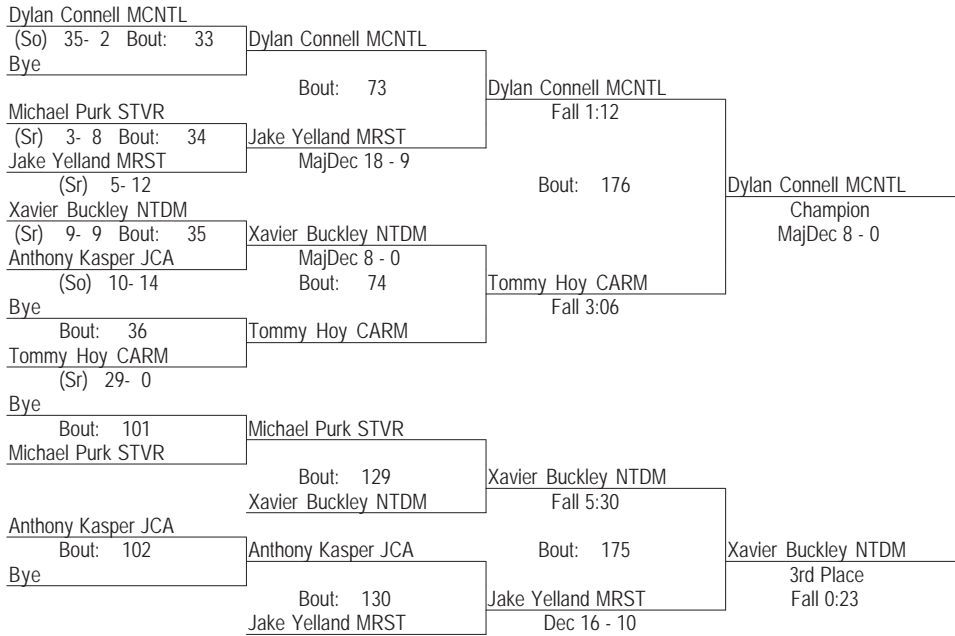 Dylan Connell MCNTL
(So) 35- 2 Bout: 33
Dylan Connell MCNTL
Bye
Bout: 73
Dylan Connell MCNTL
Michael Purk STVR
Fall 1:12
(Sr) 3- 8 Bout: 34
Jake Yelland MRST
Jake Yelland MRST
MajDec 18 - 9
(Sr) 5- 12
Bout: 176
Dylan Connell MCNTL
Xavier Buckley NTDM
Champion
(Sr) 9- 9 Bout: 35
Xavier Buckley NTDM
MajDec 8 - 0
Anthony Kasper JCA
MajDec 8 - 0
(So) 10- 14
Bout: 74
Tommy Hoy CARM
Bye
Fall 3:06
Bout: 36
Tommy Hoy CARM
Tommy Hoy CARM
(Sr) 29- 0
Bye
Bout: 101
Michael Purk STVR
Michael Purk STVR
Bout: 129
Xavier Buckley NTDM
Xavier Buckley NTDM
Fall 5:30
Anthony Kasper JCA
Bout: 102
Anthony Kasper JCA
Bout: 175
Xavier Buckley NTDM
Bye
3rd Place
Bout: 130
Jake Yelland MRST
Fall 0:23
Jake Yelland MRST
Dec 16 - 10